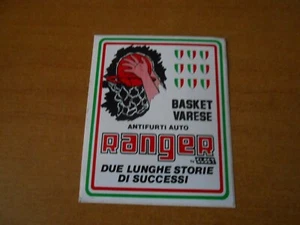 BASKET
VARESE
ANTIFURTI AUTO
RANGER
DUE LUNGHE STORIE
DI SUCCESSI